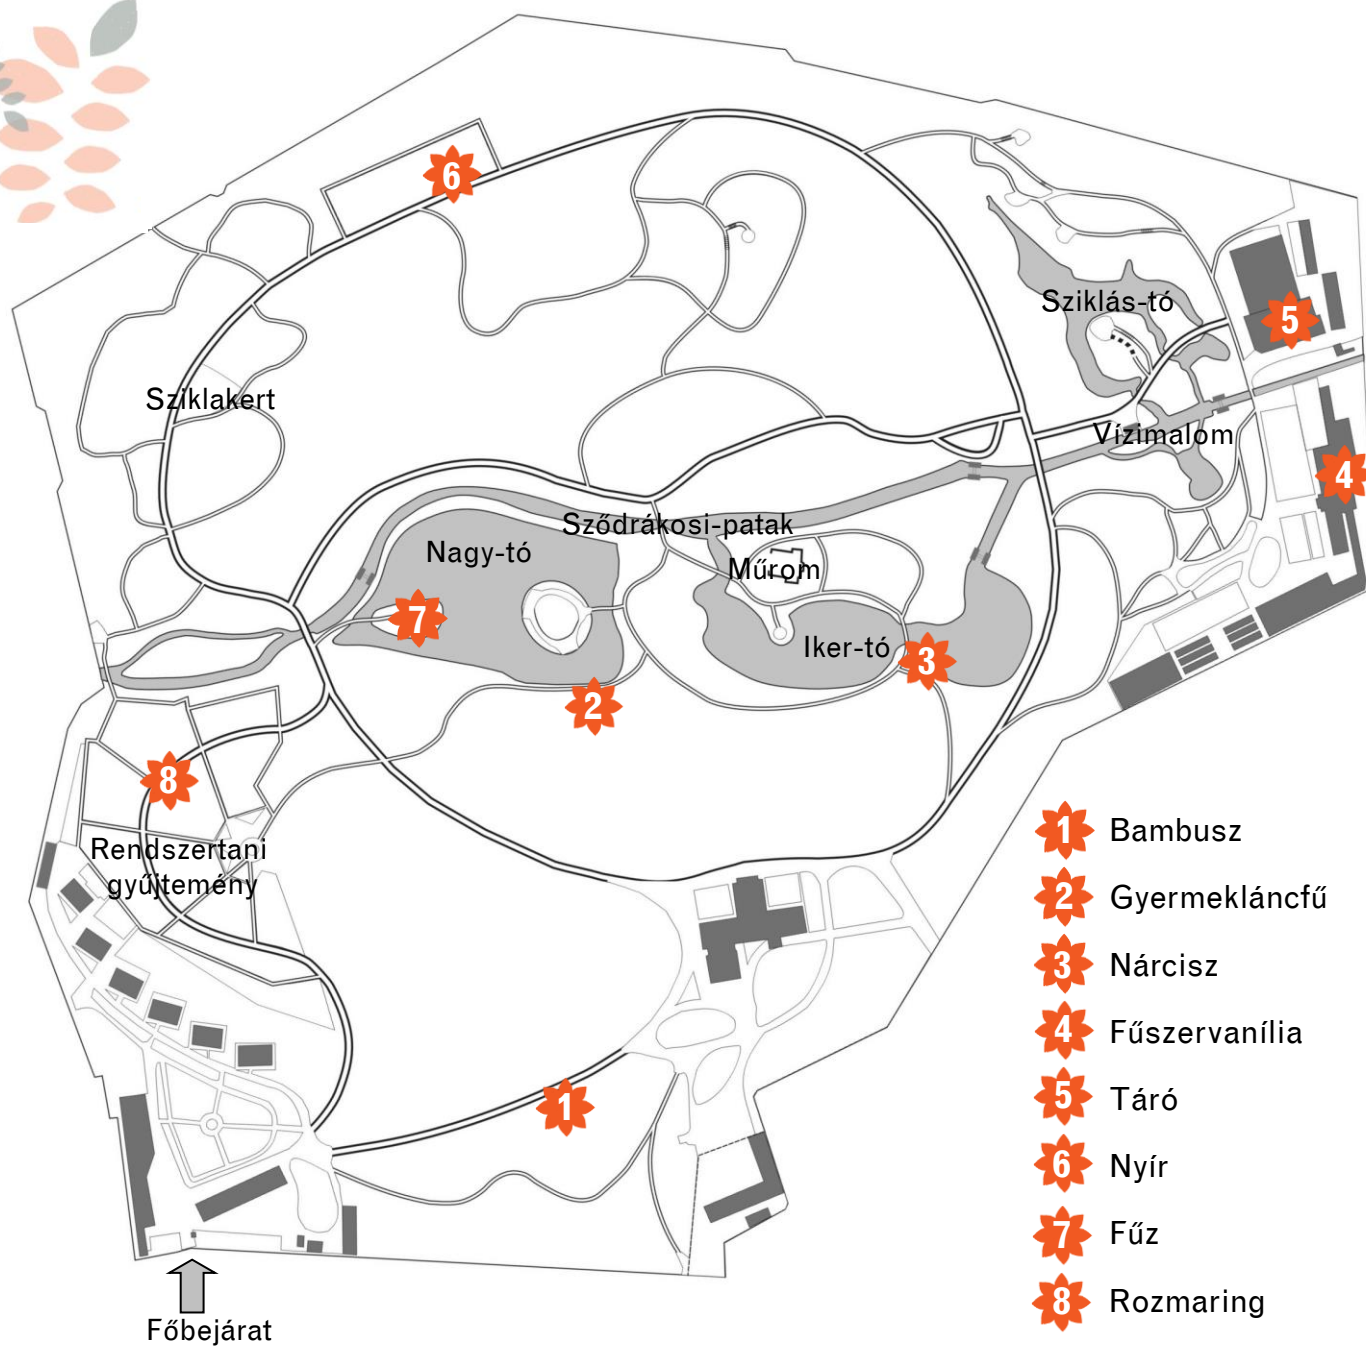 6
Sziklás-tó
5
Sziklakert
Vízimalom
4
Sződrákosi-patak
Nagy-tó
Műrom
7
Iker-tó
3
2
8
Rendszertani
gyűjtemény
1
Főbejárat
1 Bambusz
2 Gyermekláncfű
3 Nárcisz
4 Fűszervanília
5 Táró
6 Nyír
7 Fűz
8 Rozmaring